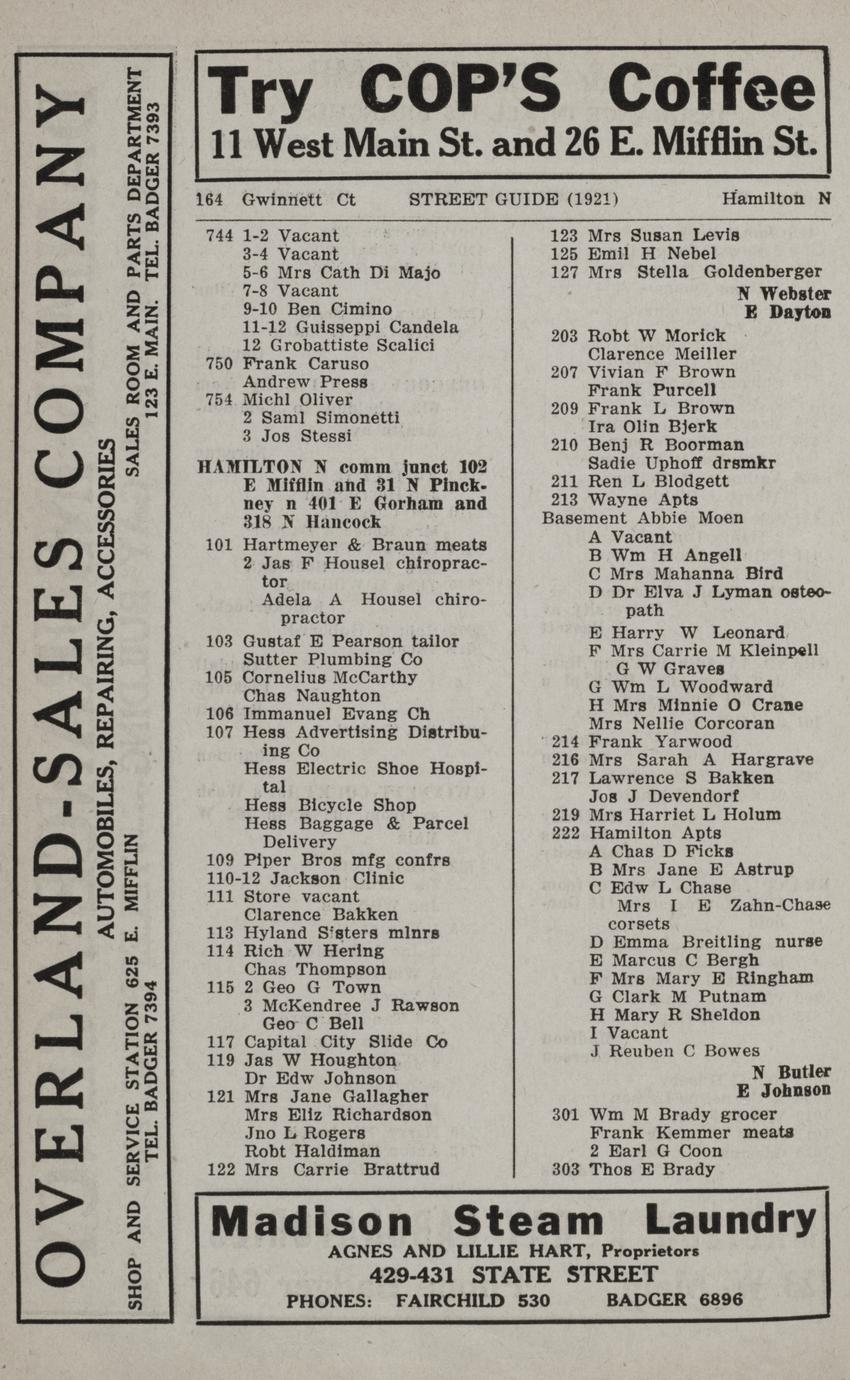 OVERLAND-SALES COMPANY
AUTOMOBILES, REPAIRING, ACCESSORIES
SHOP AND SERVICE STATION 625 E. MIFFLIN
TEL. BADGER 7394
SALES ROOM AND PARTS DEPARTMENT
123 E. MAIN. TEL. BADGER 7393
Try COP'S Coffee
11 West Main St. and 26 E. Mifflin St.
164 Gwinnett Ct STREET GUIDE (1921) Hamilton N
744 1-2 Vacant
3-4 Vacant
5-6 Mrs Cath Di Majo
7-8 Vacant
9-10 Ben Cimino
11-12 Guisseppi Candela
12 Grobattiste Scalici
750 Frank Caruso
Andrew Press
754 Michl Oliver
2 Saml Simonetti
3 Jos Stessi
HAMILTON N comm junct 102
E Mifflin and 31 N Pinck-
ney n 401 E Gorham and
318 N Hancock
101 Hartmeyer & Braun meats
2 Jas F Housel chiroprac-
tor
Adela A Housel chiro-
practor
103 Gustaf E Pearson tailor
Sutter Plumbing Co
105 Cornelius McCarthy
Chas Naughton
106 Immanuel Evang Ch
107 Hess Advertising Distribu-
ing Co
Hess Electric Shoe Hospi-
tal
Hess Bicycle Shop
Hess Baggage & Parcel
Delivery
109 Piper Bros mfg confrs
110-12 Jackson Clinic
111 Store vacant
Clarence Bakken
113 Hyland Sisters mlnrs
114 Rich W Hering
Chas Thompson
115 2 Geo G Town
3 McKendree J Rawson
Geo C Bell
117 Capital City Slide Co
119 Jas W Houghton
Dr Edw Johnson
121 Mrs Jane Gallagher
Mrs Eliz Richardson
Jno L Rogers
Robt Haldiman
122 Mrs Carrie Brattrud
123 Mrs Susan Levis
125 Emil H Nebel
127 Mrs Stella Goldenberger
N Webster
E Dayton
203 Robt W Morick
Clarence Meiller
207 Vivian F Brown
Frank Purcell
209 Frank L Brown
Ira Olin Bjerk
210 Benj R Boorman
Sadie Uphoff drsmkr
211 Ren L Blodgett
213 Wayne Apts
Basement Abbie Moen
A Vacant
B Wm H Angell
C Mrs Mahanna Bird
D Dr Elva J Lyman osteo-
path
E Harry W Leonard
F Mrs Carrie M Kleinpell
G W Graves
G Wm L Woodward
H Mrs Minnie O Crane
Mrs Nellie Corcoran
214 Frank Yarwood
216 Mrs Sarah A Hargrave
217 Lawrence S Bakken
Jos J Devendorf
219 Mrs Harriet L Holum
222 Hamilton Apts
A Chas D Ficks
B Mrs Jane E Astrup
C Edw L Chase
Mrs I E Zahn-Chase
corsets
D Emma Breitling nurse
E Marcus C Bergh
F Mrs Mary E Ringham
G Clark M Putnam
H Mary R Sheldon
I Vacant
J Reuben C Bowes
N Butler
E Johnson
301 Wm M Brady grocer
Frank Kemmer meats
2 Earl G Coon
303 Thos E Brady
Madison Steam Laundry
AGNES AND LILLIE HART, Proprietors
429-431 STATE STREET
PHONES: FAIRCHILD 530 BADGER 6896